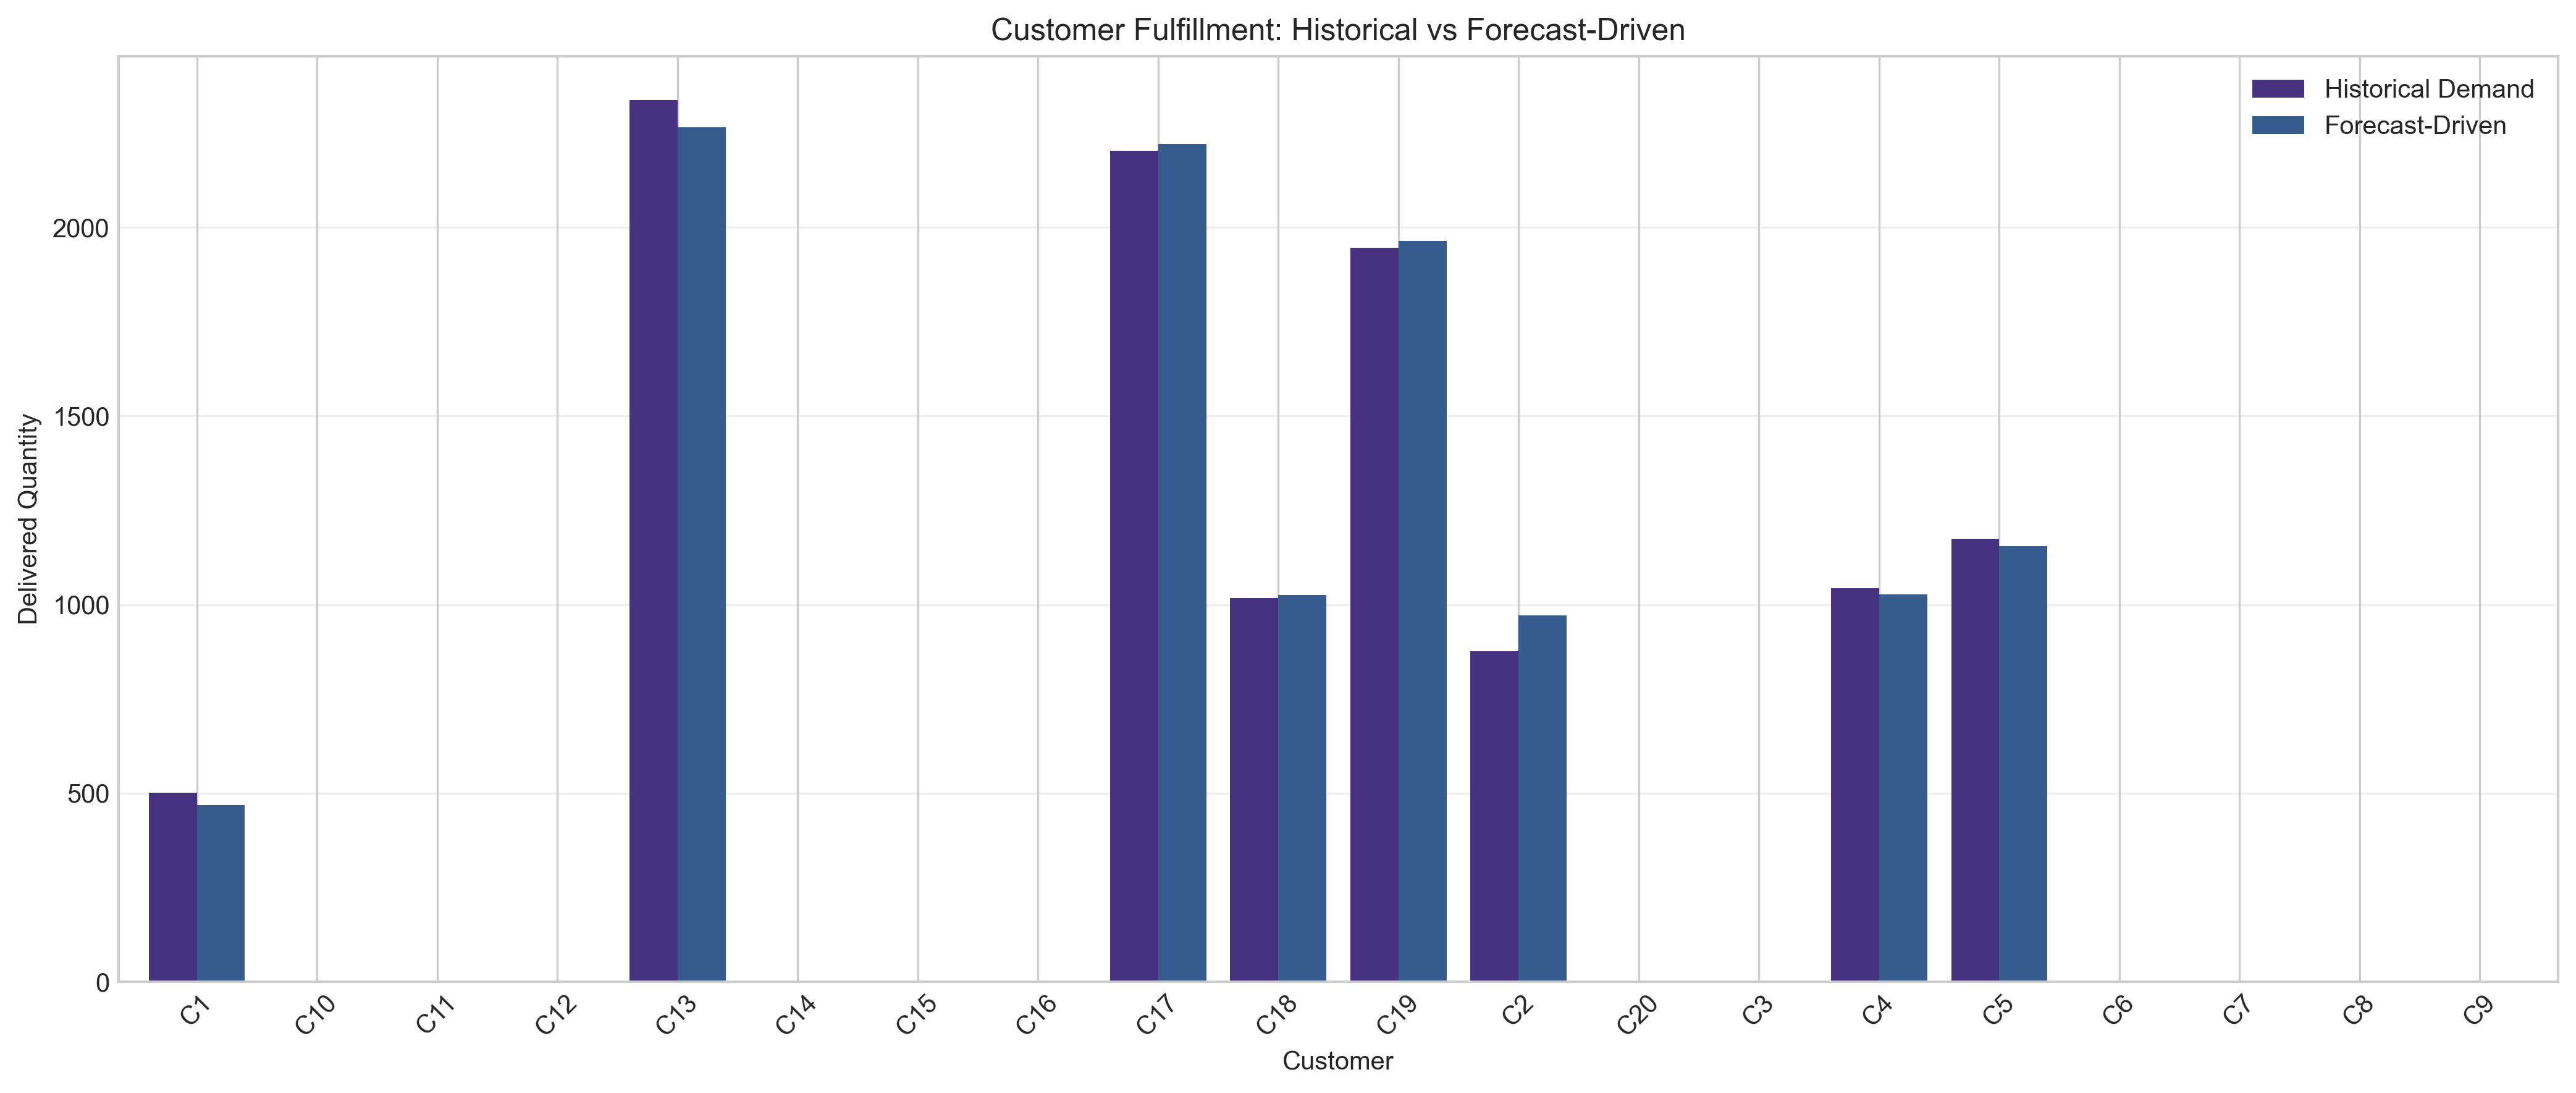 Customer Fulfillment: Historical vs Forecast-Driven
Historical Demand
Forecast-Driven
Delivered Quantity
2000
1500
1000
500
0
C1 C10 C11 C12 C13 C14 C15 C16 C17 C18 C19 C2 C20 C3 C4 C5 C6 C7 C8 C9
Customer